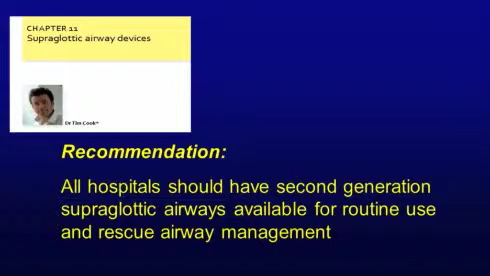 CHAPTER 11
Supraglottic airway devices
Dr Tim Cook
Recommendation:
All hospitals should have second generation
supraglottic airways available for routine use
and rescue airway management